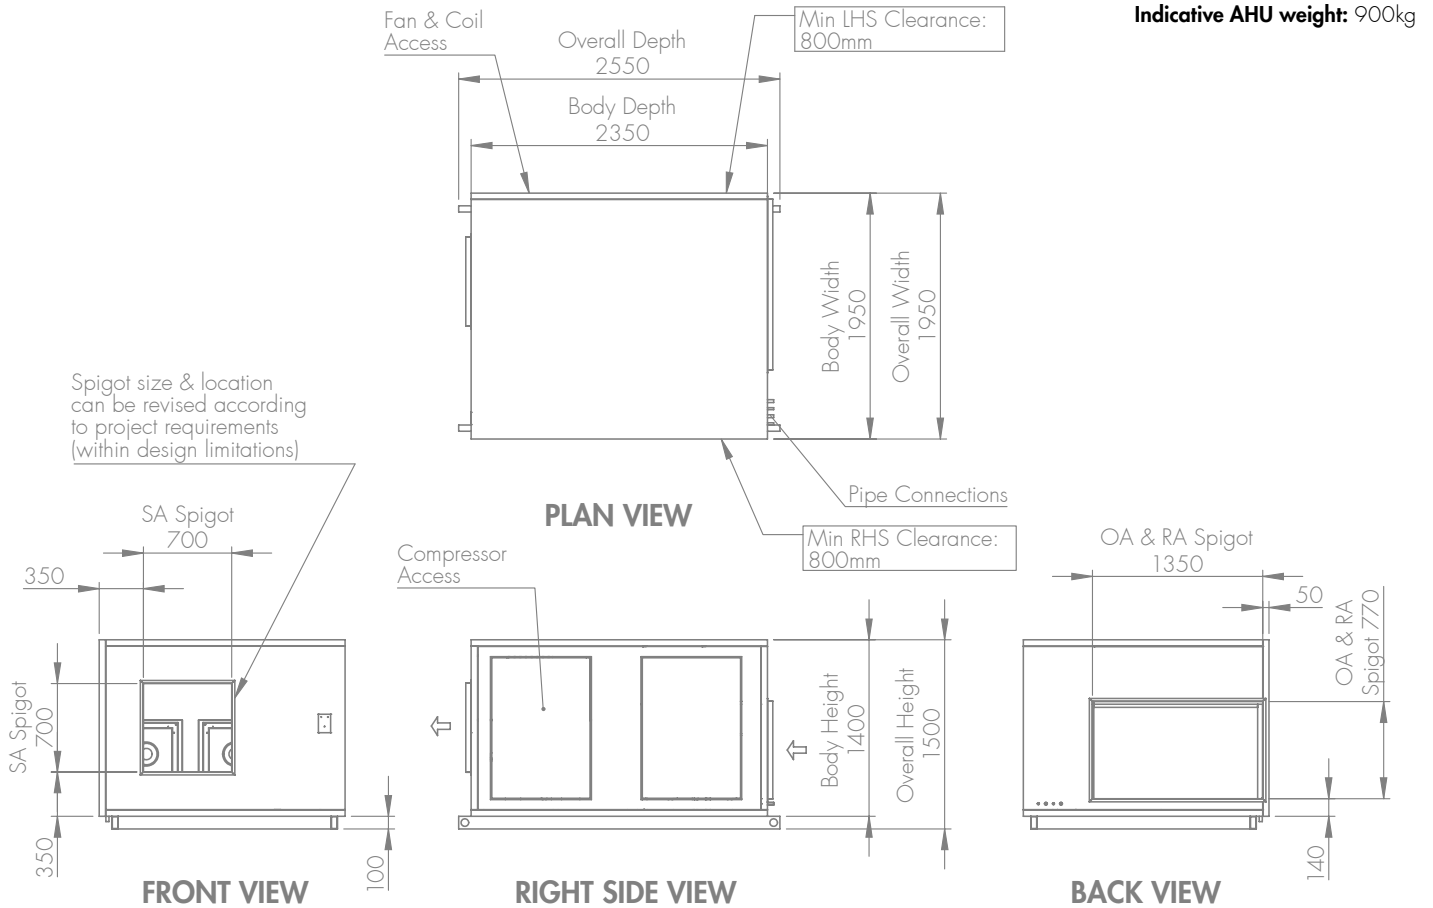 Indicative AHU weight: 900kg
Fan & Coil
Access
Overall Depth
2550
Min LHS Clearance:
800mm
Body Depth
2350
Body Width
1950
Overall Width
1950
Spigot size & location
can be revised according
to project requirements
(within design limitations)
Pipe Connections
PLAN VIEW
Min RHS Clearance:
800mm
SA Spigot
700
350
SA Spigot
700
350
100
FRONT VIEW
Compressor
Access
Body Height
1400
Overall Height
1500
RIGHT SIDE VIEW
OA & RA Spigot
1350
50
OA & RA
Spigot 770
140
BACK VIEW